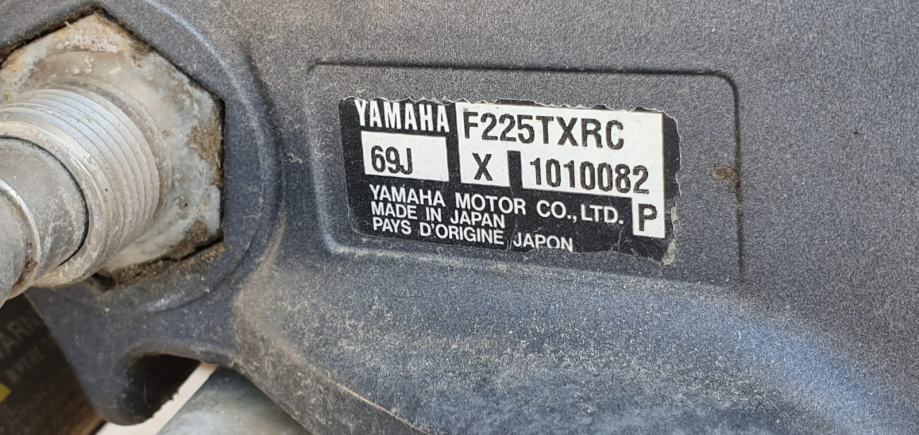 YAMAHA F225TXRC
69J X 1010082
YAMAHA MOTOR CO.,LTD. P
MADE IN JAPAN
PAYS D'ORIGINE JAPON